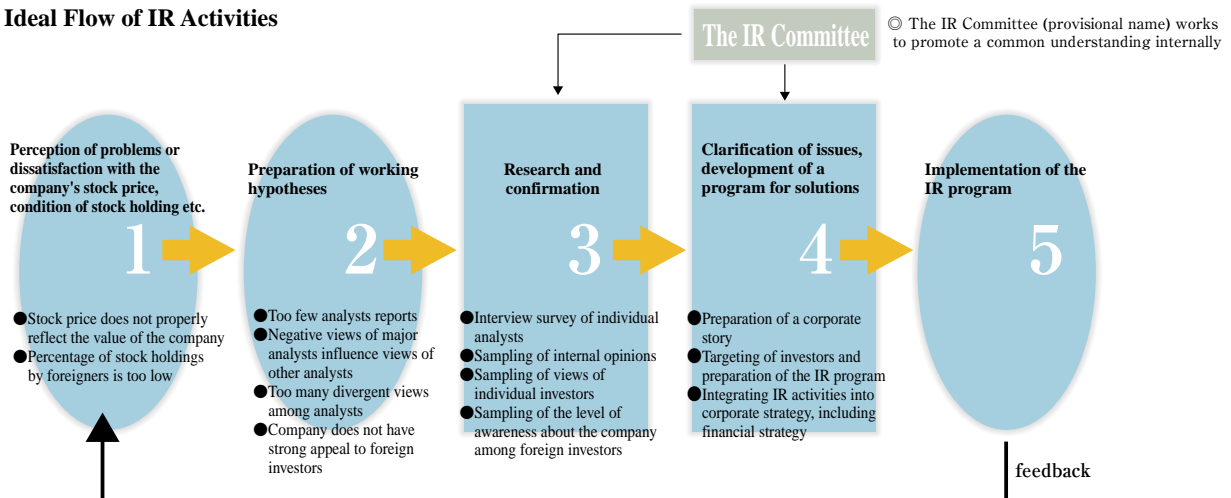 Ideal Flow of IR Activities
The IR Committee
◎ The IR Committee (provisional name) works
to promote a common understanding internally
Perception of problems or
dissatisfaction with the
company's stock price,
condition of stock holding etc.
1
●Stock price does not properly
reflect the value of the company
●Percentage of stock holdings
by foreigners is too low
Preparation of working
hypotheses
2
●Too few analysts reports
●Negative views of major
analysts influence views of
other analysts
●Too many divergent views
among analysts
●Company does not have
strong appeal to foreign
investors
Research and
confirmation
3
●Interview survey of individual
analysts
●Sampling of internal opinions
●Sampling of views of
individual investors
●Sampling of the level of
awareness about the company
among foreign investors
Clarification of issues,
development of a
program for solutions
4
●Preparation of a corporate
story
●Targeting of investors and
preparation of the IR program
●Integrating IR activities into
corporate strategy, including
financial strategy
Implementation of the
IR program
5
feedback